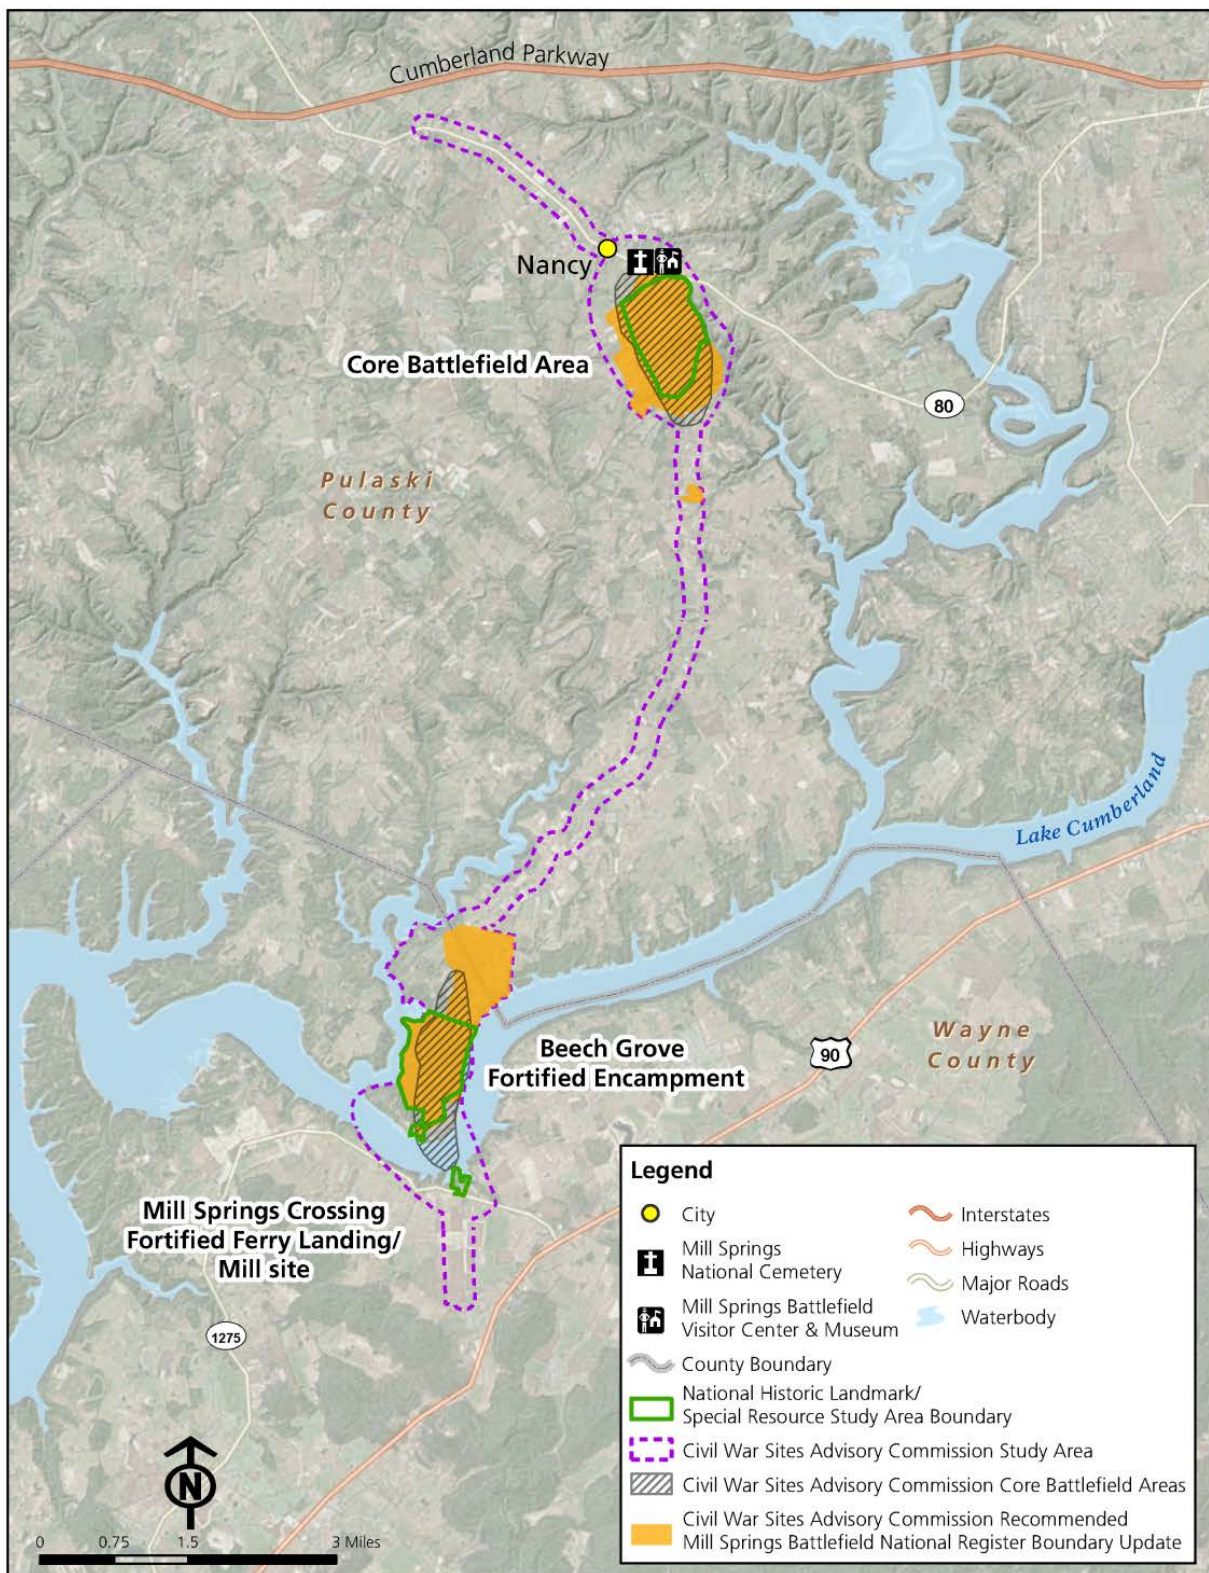 Cumberland Parkway
Nancy
Core Battlefield Area
80
Pulaski
County
Lake Cumberland
Wayne
County
90
Beech Grove
Fortified Encampment
Mill Springs Crossing
Fortified Ferry Landing/
Mill site
1275
N
0 0.75 1.5 3 Miles
Legend
City
Mill Springs
National Cemetery
Mill Springs Battlefield
Visitor Center & Museum
County Boundary
National Historic Landmark/
Special Resource Study Area Boundary
Civil War Sites Advisory Commission Study Area
Civil War Sites Advisory Commission Core Battlefield Areas
Civil War Sites Advisory Commission Recommended
Mill Springs Battlefield National Register Boundary Update
Interstates
Highways
Major Roads
Waterbody